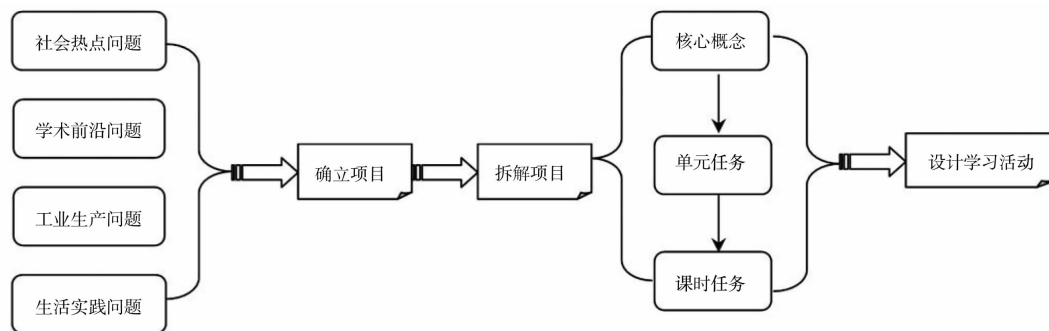 社会热点问题
学术前沿问题
工业生产问题
生活实践问题
确立项目
拆解项目
核心概念
单元任务
课时任务
设计学习活动